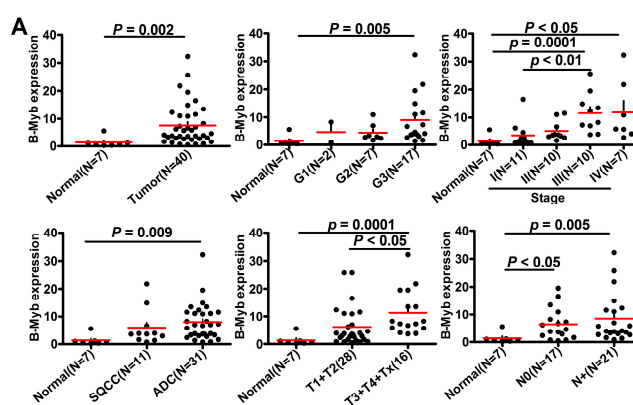 A
P = 0.002
B-Myb expression
40
30
20
10
0
Normal(N=7)
Tumor(N=40)
P = 0.005
B-Myb expression
40
30
20
10
0
Normal(N=7)
G1(N=2)
G2(N=7)
G3(N=17)
P < 0.05
p = 0.0001
p < 0.01
B-Myb expression
40
30
20
10
0
Normal(N=7)
I(N=11)
II(N=10)
III(N=10)
IV(N=7)
Stage
P = 0.009
B-Myb expression
40
30
20
10
0
Normal(N=7)
SQCC(N=11)
ADC(N=31)
p = 0.0001
P < 0.05
B-Myb expression
40
30
20
10
0
Normal(N=7)
T1+T2(28)
T3+T4+Tx(16)
p = 0.005
P < 0.05
B-Myb expression
40
30
20
10
0
Normal(N=7)
N0(N=17)
N+(N=21)